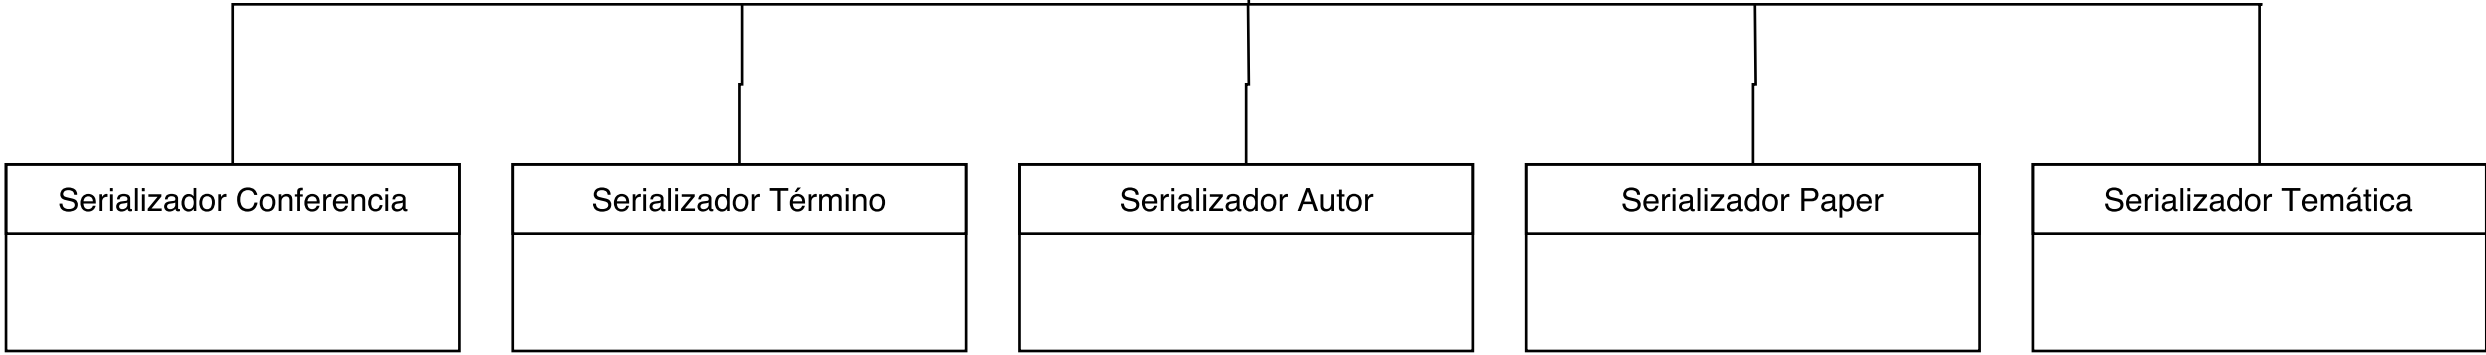 Serializador Conferencia
Serializador Término
Serializador Autor
Serializador Paper
Serializador Temática